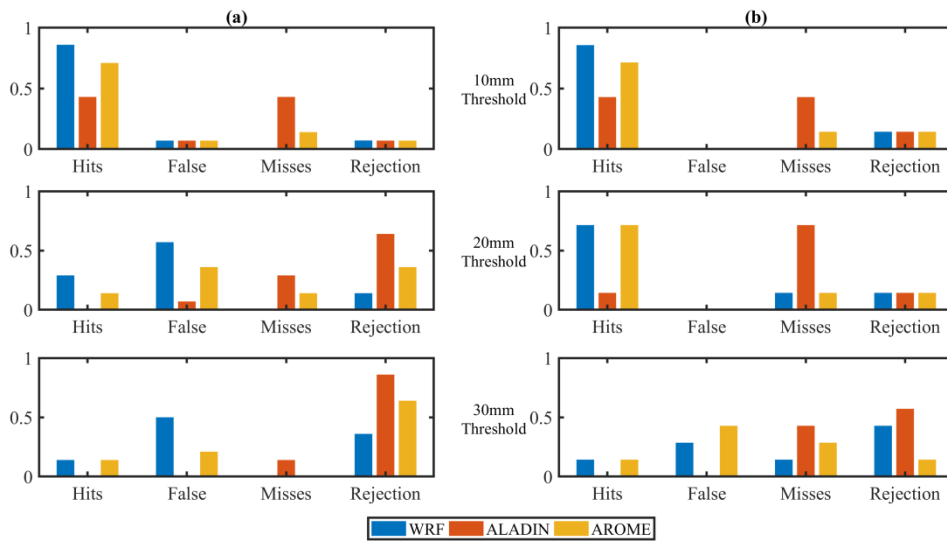 (a) (b)
1 1
0.5 10mm 0.5
Threshold
0 0
Hits False Misses Rejection Hits False Misses Rejection
1 1
0.5 20mm 0.5
Threshold
0 0
Hits False Misses Rejection Hits False Misses Rejection
1 1
0.5 30mm 0.5
Threshold
0 0
Hits False Misses Rejection Hits False Misses Rejection
WRF ALADIN AROME